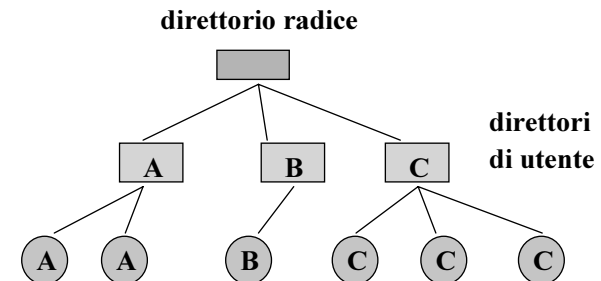 direttorio radice
direttori
di utente
A B C
A A B C C C